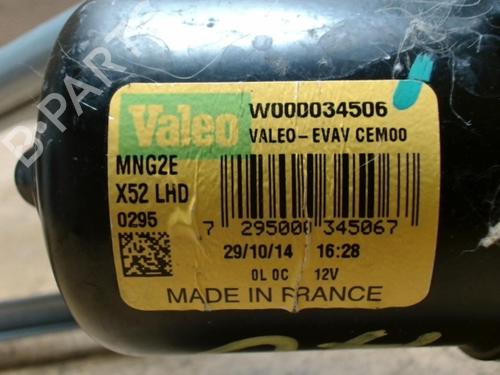 Valeo
W000034506
VALEO-EVAV CEM00
MNG2E
X52 LHD
0295
7 295000 345067
29/10/14 16:28
0L 0C 12V
MADE IN FRANCE